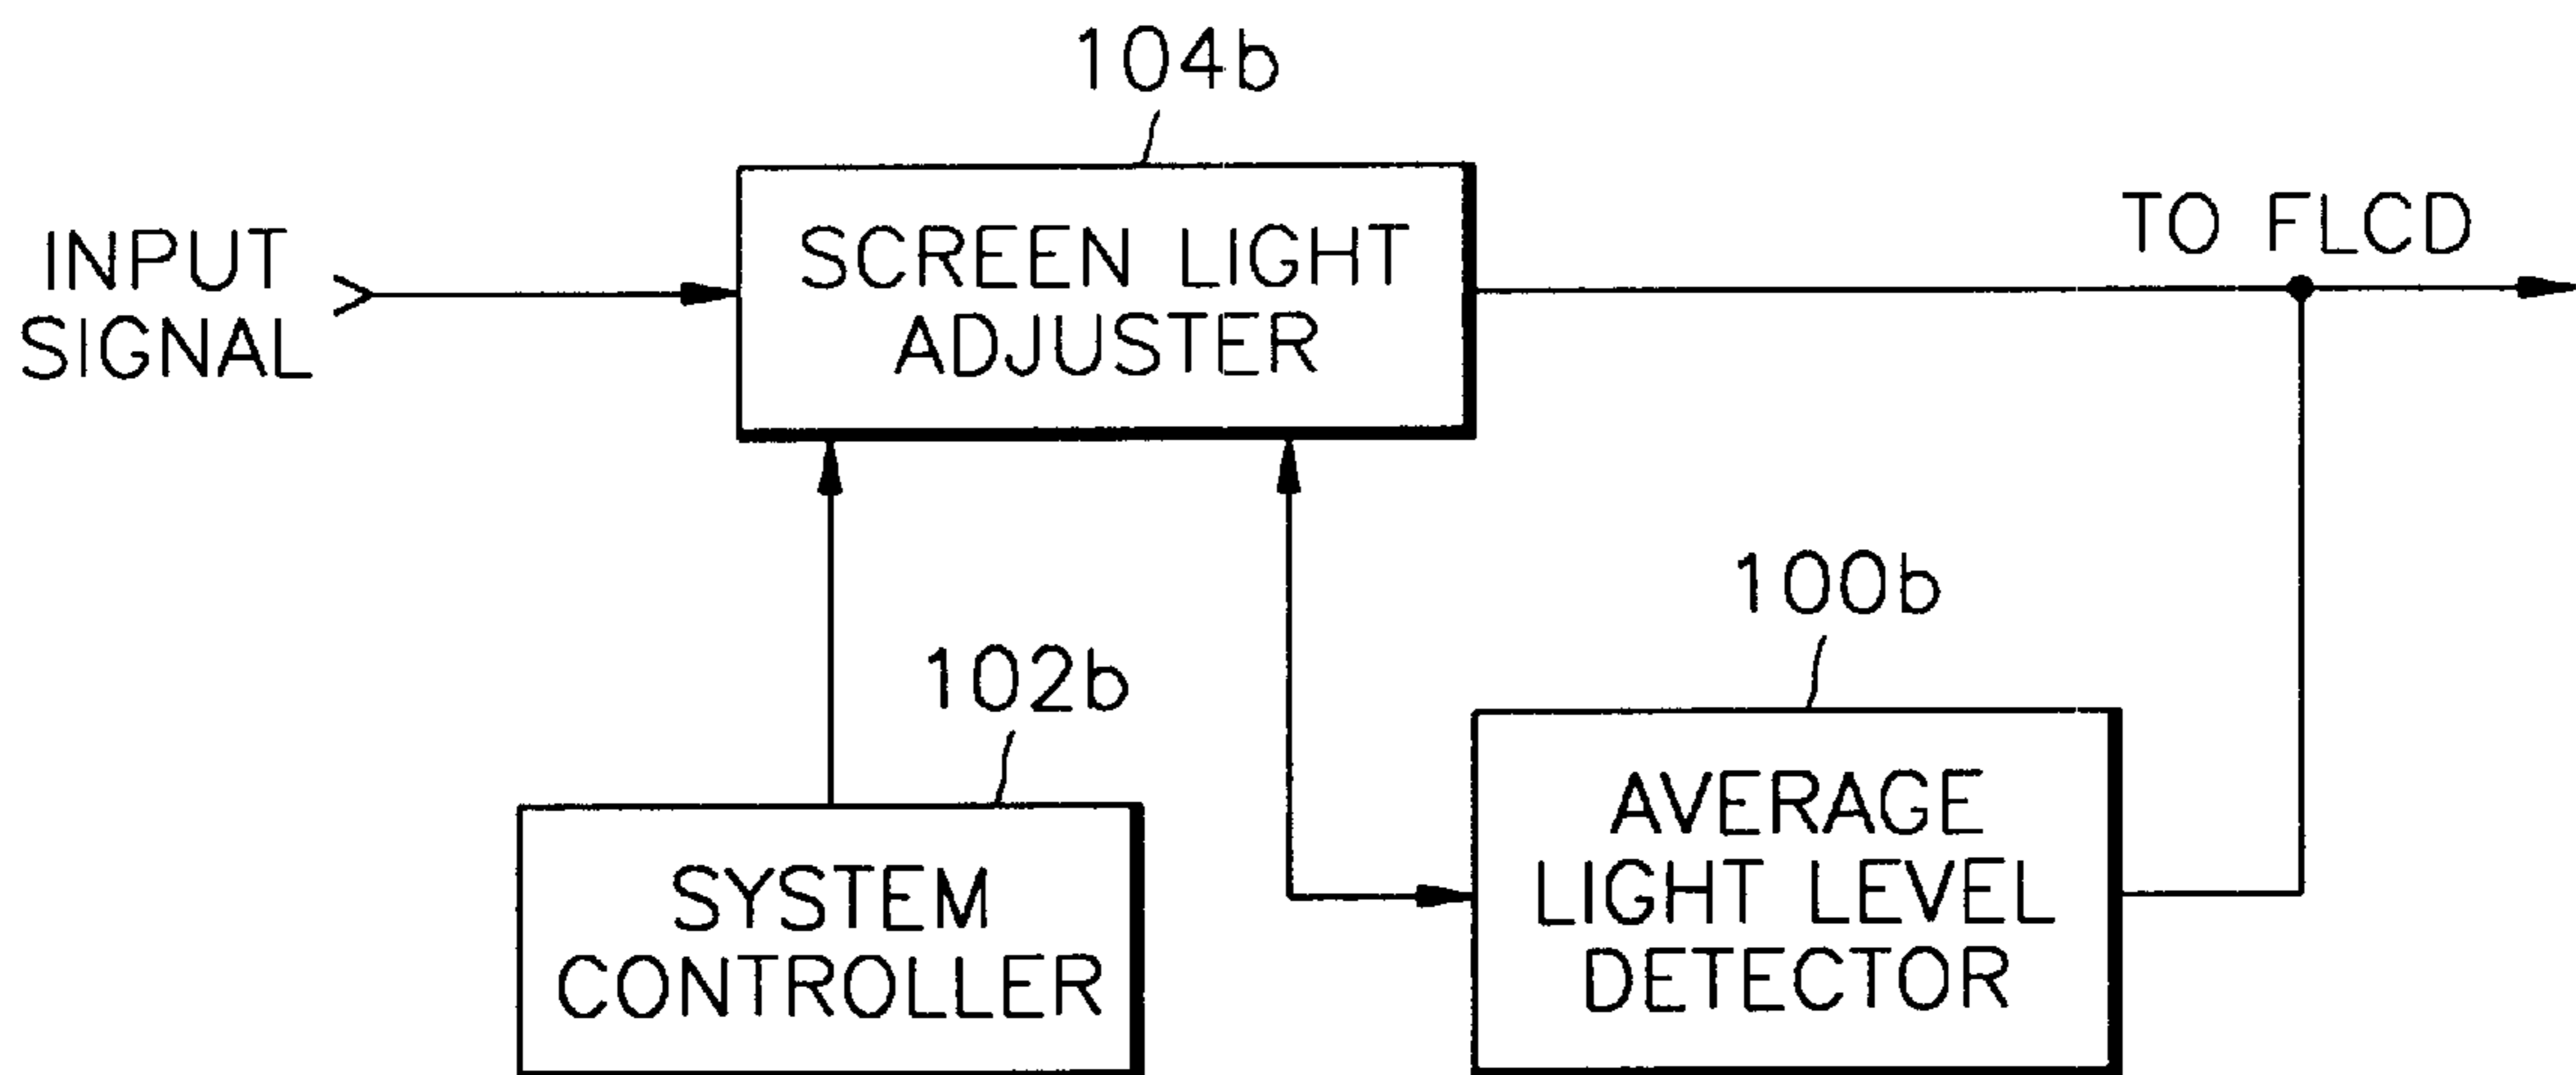 104b
INPUT
SIGNAL
SCREEN LIGHT
ADJUSTER
TO FLCD
100b
102b
AVERAGE
LIGHT LEVEL
DETECTOR
SYSTEM
CONTROLLER